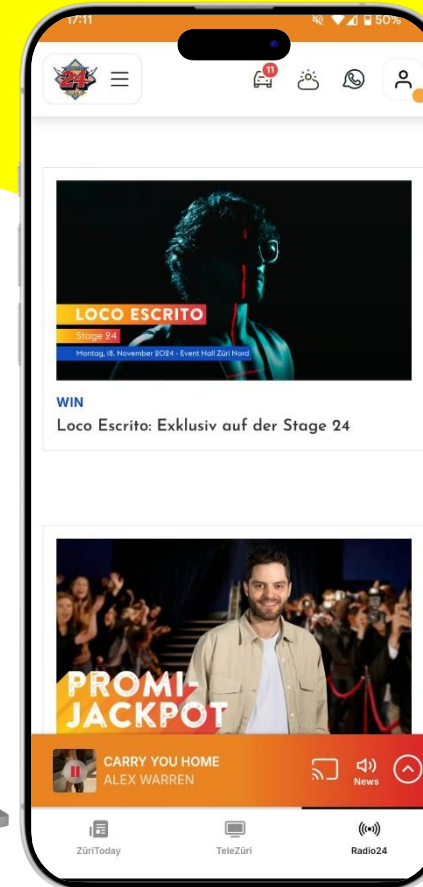 17:11
50%
24
11
LOCO ESCRITO
Stage 24
Montag, 18. November 2024 - Event Hall Züri Nord
WIN
Loco Escrito: Exklusiv auf der Stage 24
PROMI-
JACKPOT
CARRY YOU HOME
ALEX WARREN
News
ZüriToday
TeleZüri
Radio24